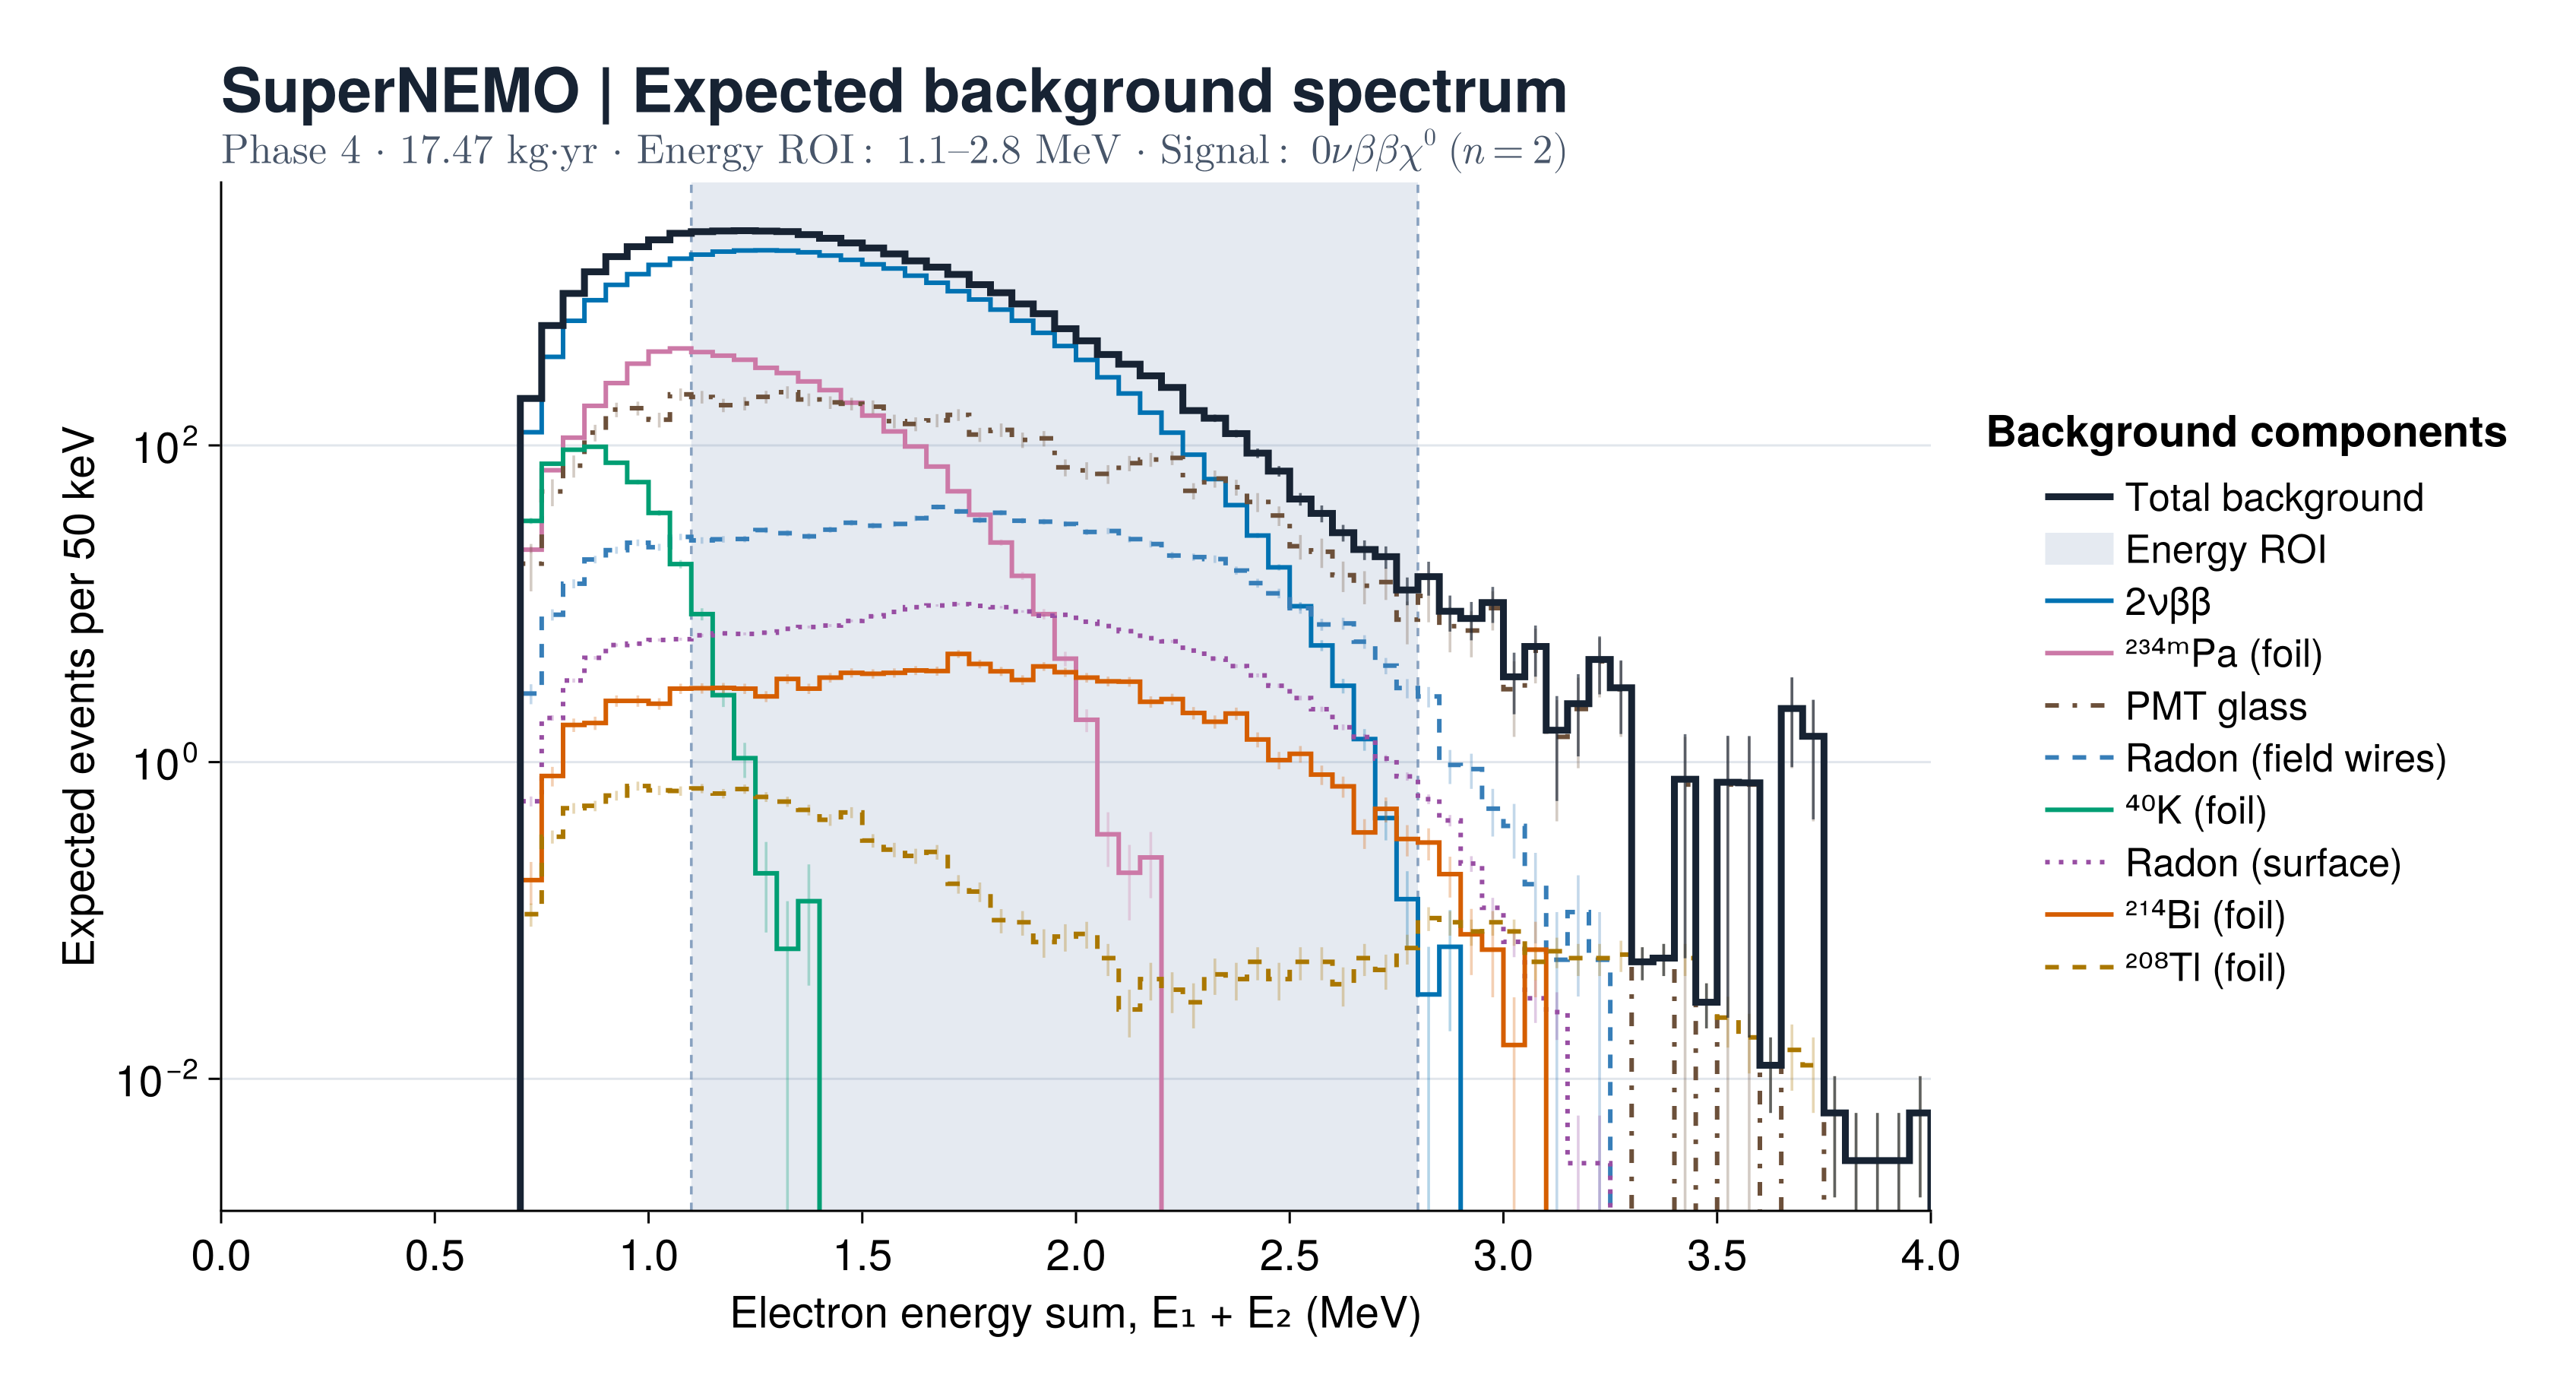 SuperNEMO | Expected background spectrum
Phase 4 · 17.47 kg·yr · Energy ROI: 1.1–2.8 MeV · Signal: 0νββχ⁰ (n = 2)
Expected events per 50 keV
10²
10⁰
10⁻²
0.0 0.5 1.0 1.5 2.0 2.5 3.0 3.5 4.0
Electron energy sum, E₁ + E₂ (MeV)
Background components
Total background
Energy ROI
2νββ
²³⁴ᵐPa (foil)
PMT glass
Radon (field wires)
⁴⁰K (foil)
Radon (surface)
²¹⁴Bi (foil)
²⁰⁸Tl (foil)